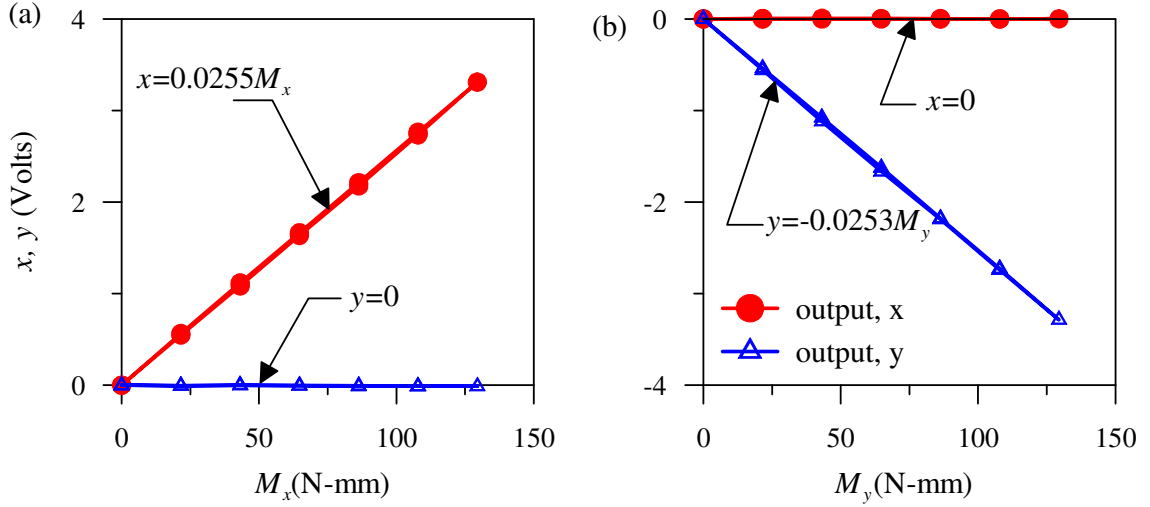 (a)
4
2
0
x, y (Volts)
x=0.0255Mx
y=0
0
50
100
150
Mx(N-mm)
(b)
0
-2
-4
x=0
y=-0.0253My
output, x
output, y
0
50
100
150
My(N-mm)